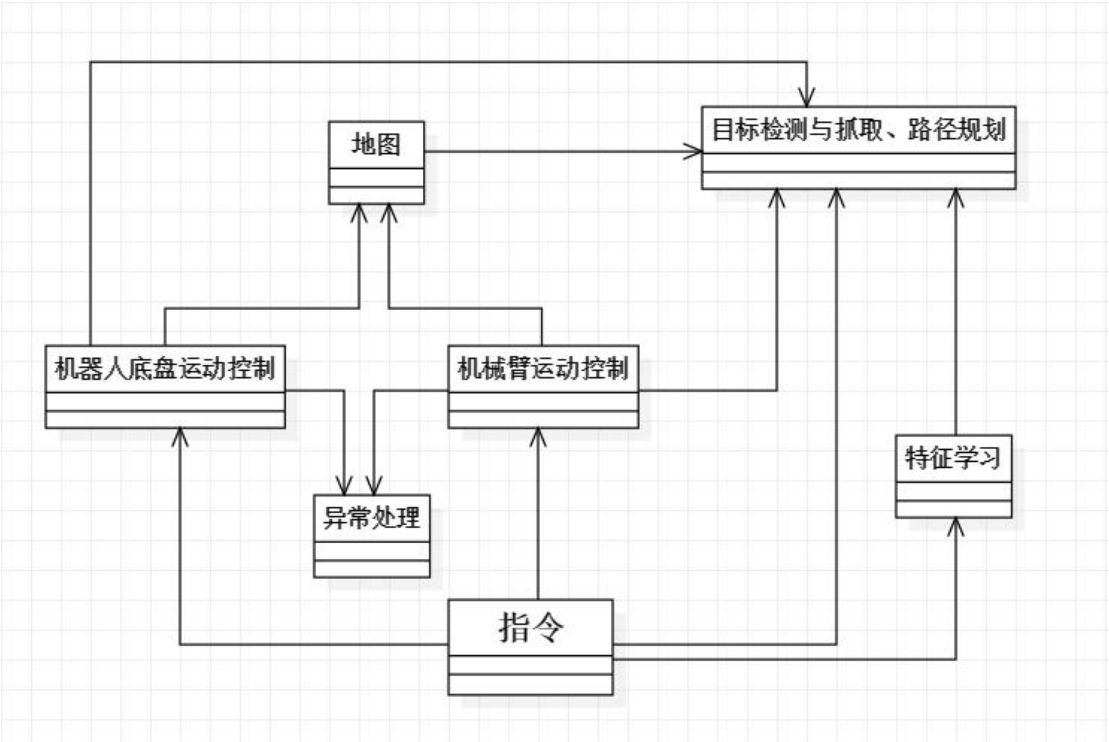 目标检测与抓取、路径规划
地图
机器人底盘运动控制
机械臂运动控制
特征学习
异常处理
指令